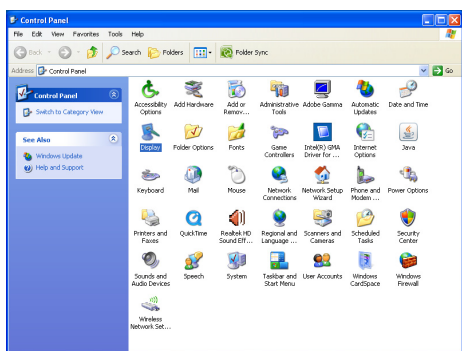 Control Panel
File Edit View Favorites Tools Help
Back Search Folders Folder Sync
Address Control Panel Go
Control Panel
Switch to Category View
See Also
Windows Update
Help and Support
Accessibility Options
Add Hardware
Add or Remov...
Administrative Tools
Adobe Gamma
Automatic Updates
Date and Time
Display
Folder Options
Fonts
Game Controllers
Intel(R) GMA Driver for ...
Internet Options
Java
Keyboard
Mail
Mouse
Network Connections
Network Setup Wizard
Phone and Modem ...
Power Options
Printers and Faxes
QuickTime
Realtek HD Sound Eff...
Regional and Language ...
Scanners and Cameras
Scheduled Tasks
Security Center
Sounds and Audio Devices
Speech
System
Taskbar and Start Menu
User Accounts
Windows CardSpace
Windows Firewall
Wireless Network Set...